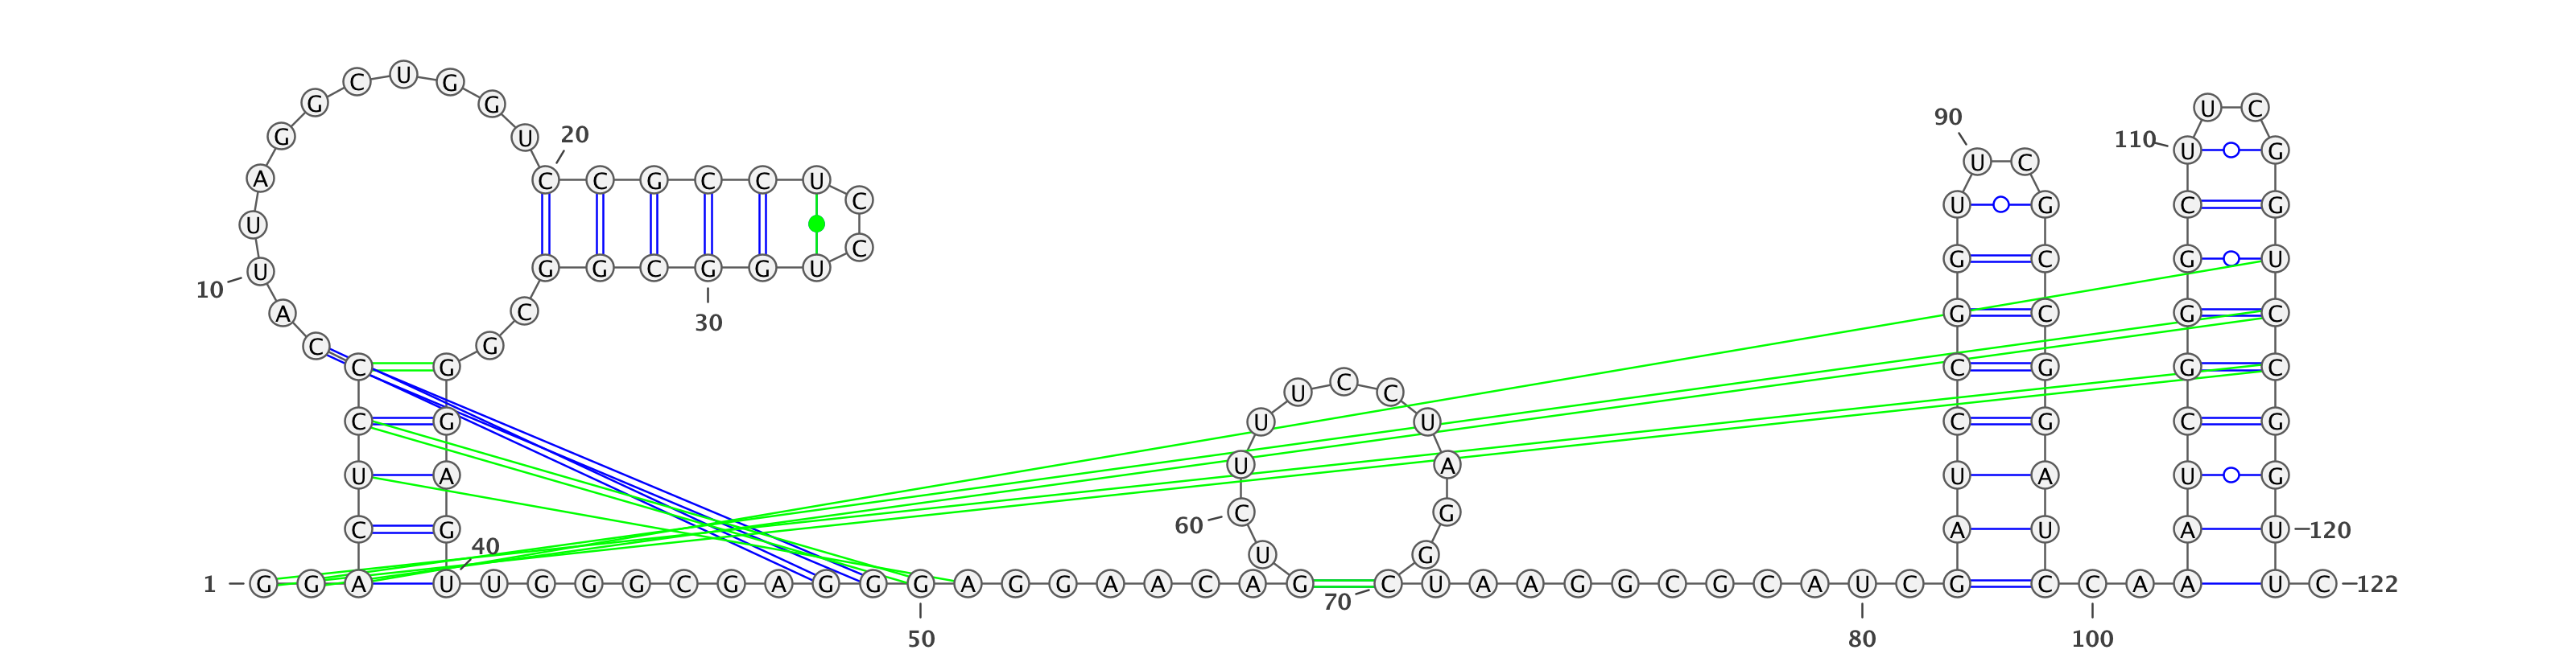 1
G G A C U C C C A U
10
U A G G C U G G U C
20
C G C C U C C U G G
30
C G G C G G G A G U
40
U G G G C G A G G G
50
A G G A A C A G U C
60
U U U C C U A G G C
70
U A A G G C G C A U
80
C G A U C C G G U U
90
C G C C G G A U C C
100
A A A A U C G G C U
110
U C G G U C C G G U
120
U C
122